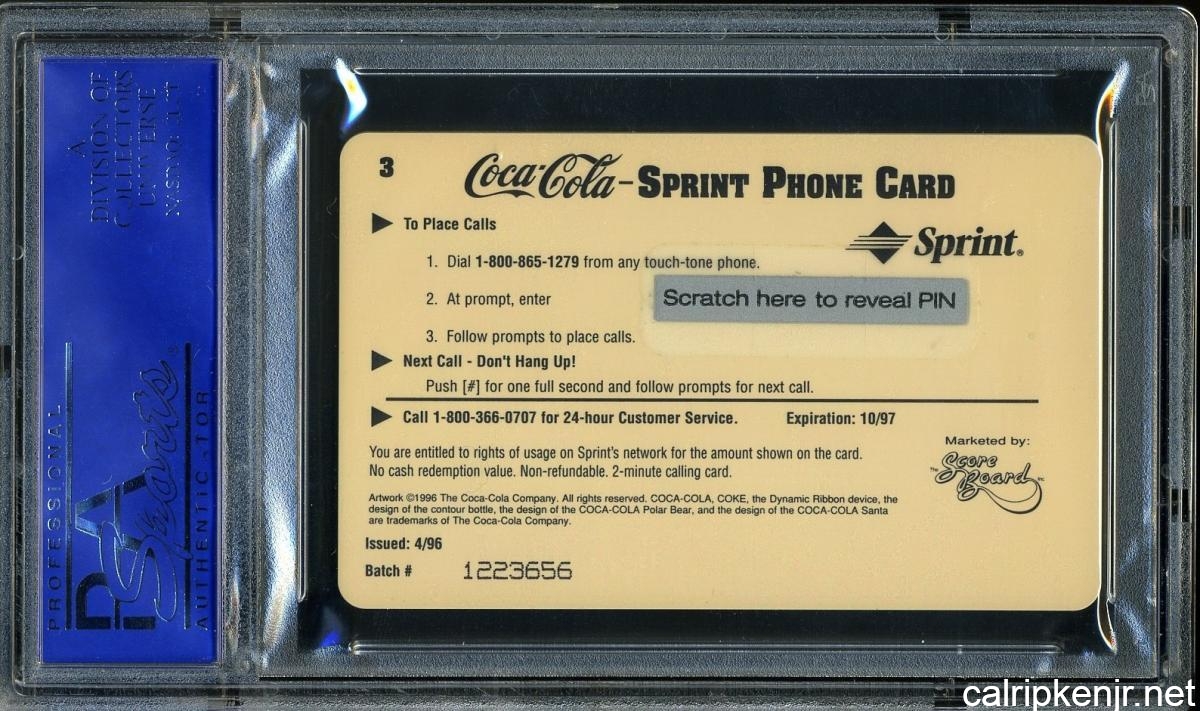 A
DIVISION OF
COLLECTORS
UNIVERSE
PROFESSIONAL
PSA
Sports
AUTHENTICATOR
3
Coca-Cola - SPRINT PHONE CARD
▶ To Place Calls
Sprint®
1. Dial 1-800-865-1279 from any touch-tone phone.
2. At prompt, enter
Scratch here to reveal PIN
3. Follow prompts to place calls.
▶ Next Call - Don't Hang Up!
Push [#] for one full second and follow prompts for next call.
▶ Call 1-800-366-0707 for 24-hour Customer Service. Expiration: 10/97
You are entitled to rights of usage on Sprint's network for the amount shown on the card.
No cash redemption value. Non-refundable. 2-minute calling card.
Marketed by:
The Score Board Inc
Artwork ©1996 The Coca-Cola Company. All rights reserved. COCA-COLA, COKE, the Dynamic Ribbon device, the
design of the contour bottle, the design of the COCA-COLA Polar Bear, and the design of the COCA-COLA Santa
are trademarks of The Coca-Cola Company.
Issued: 4/96
Batch # 1223656
calripkenjr.net